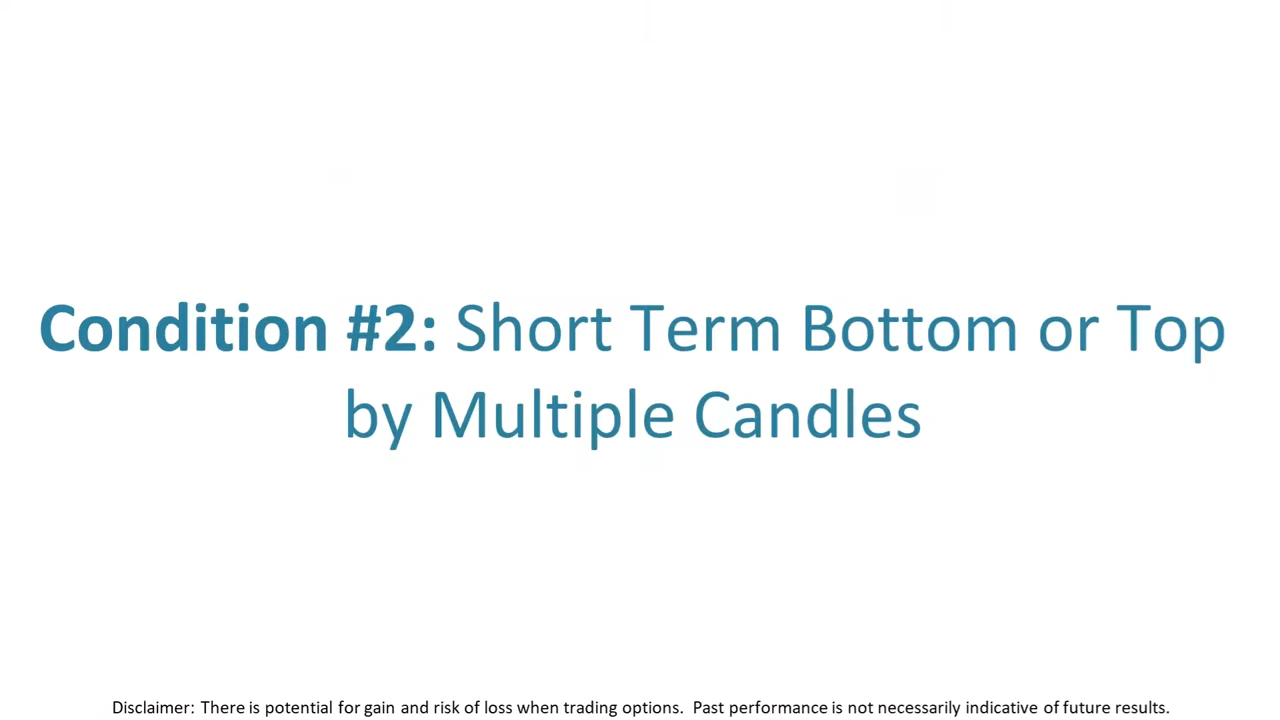 Condition #2: Short Term Bottom or Top
by Multiple Candles
Disclaimer: There is potential for gain and risk of loss when trading options.  Past performance is not necessarily indicative of future results.